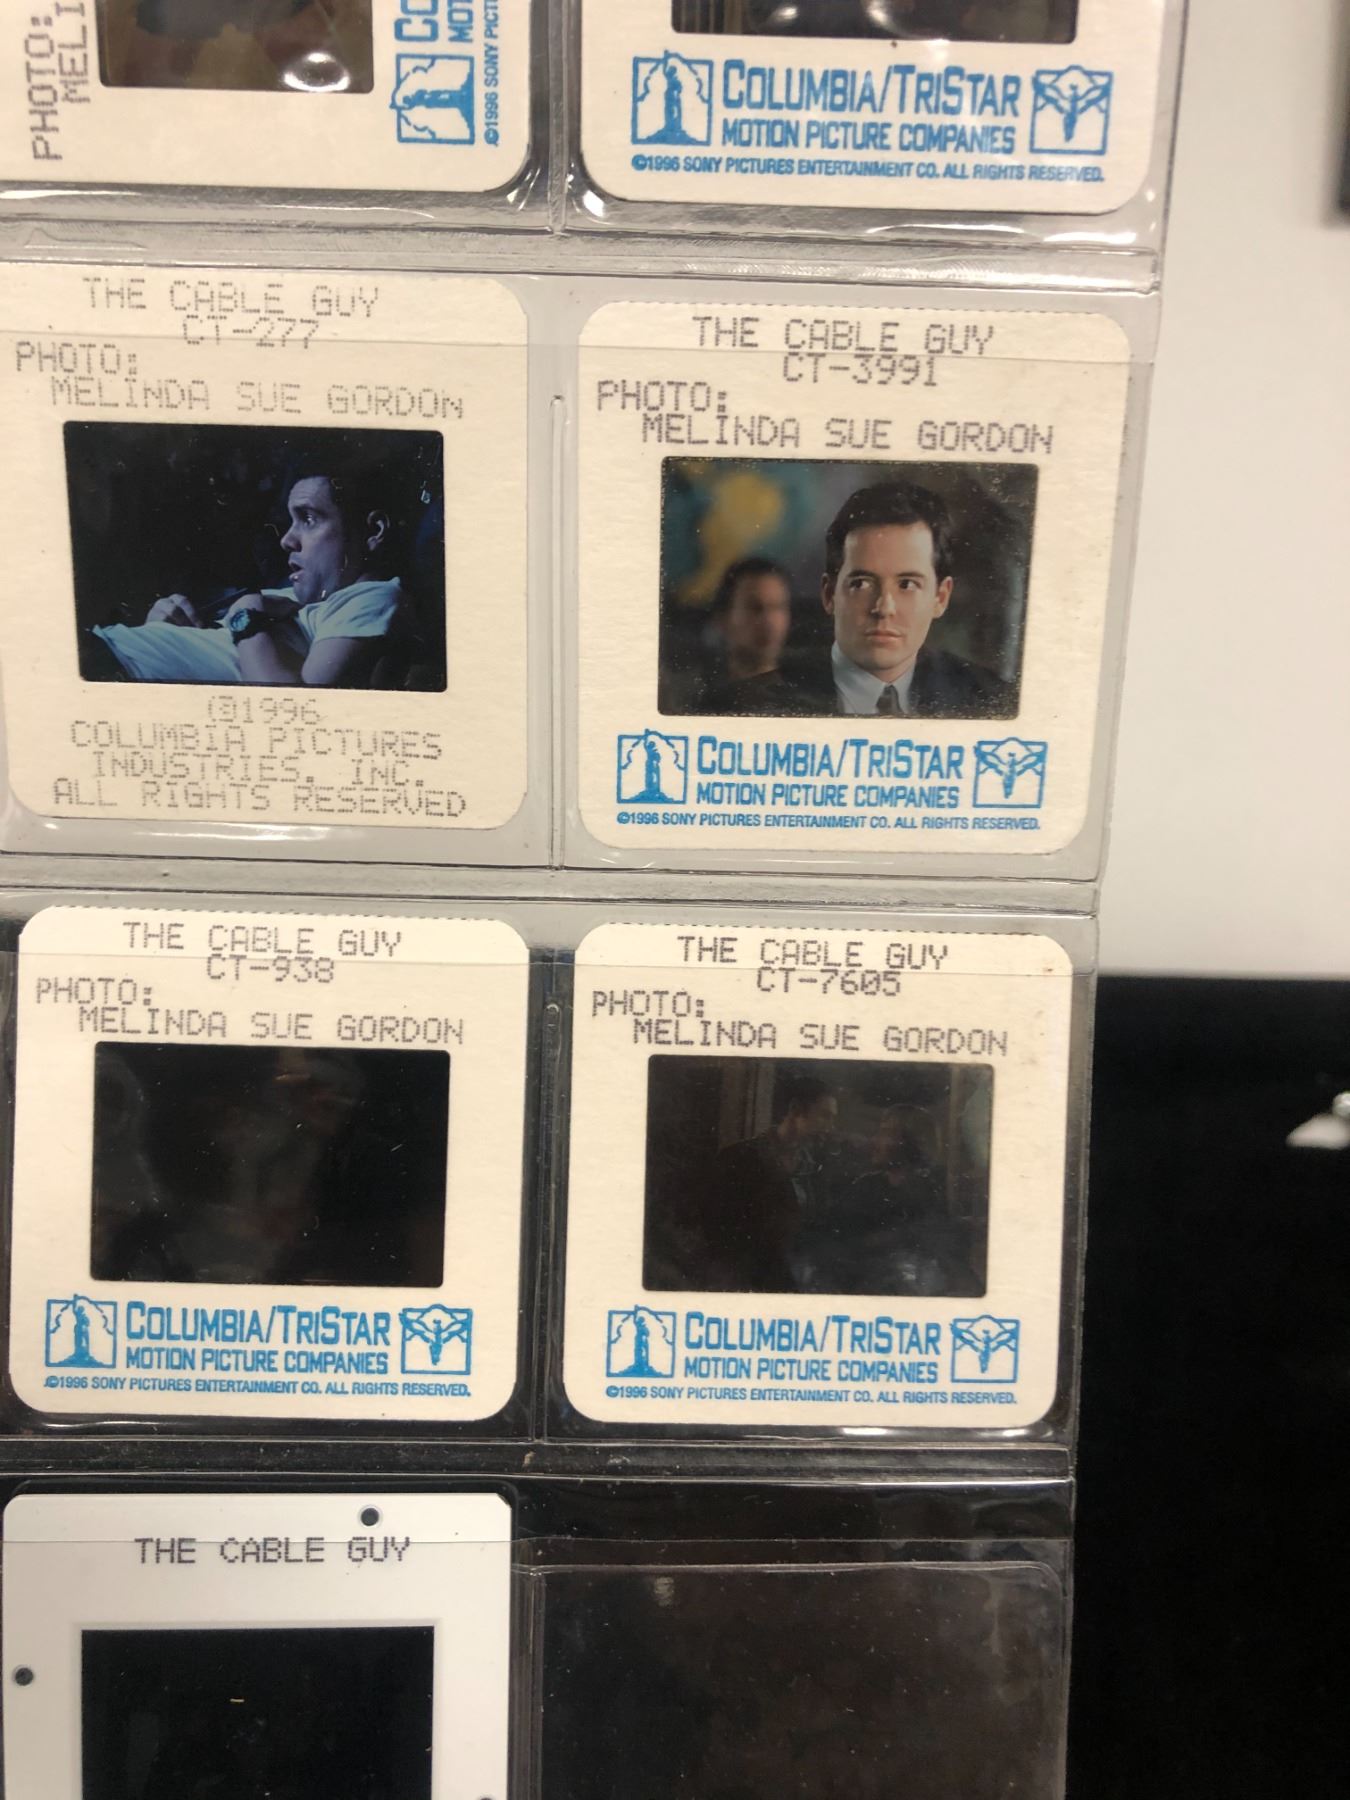 PHOTO:
MELI
©1996 SONY PICT
COLUMBIA/TRISTAR
MOTION PICTURE COMPANIES
©1996 SONY PICTURES ENTERTAINMENT CO. ALL RIGHTS RESERVED.
THE CABLE GUY
CT-277
PHOTO:
MELINDA SUE GORDON
©1996
COLUMBIA PICTURES
INDUSTRIES, INC.
ALL RIGHTS RESERVED
THE CABLE GUY
CT-3991
PHOTO:
MELINDA SUE GORDON
COLUMBIA/TRISTAR
MOTION PICTURE COMPANIES
©1996 SONY PICTURES ENTERTAINMENT CO. ALL RIGHTS RESERVED.
THE CABLE GUY
CT-938
PHOTO:
MELINDA SUE GORDON
COLUMBIA/TRISTAR
MOTION PICTURE COMPANIES
©1996 SONY PICTURES ENTERTAINMENT CO. ALL RIGHTS RESERVED.
THE CABLE GUY
CT-7605
PHOTO:
MELINDA SUE GORDON
COLUMBIA/TRISTAR
MOTION PICTURE COMPANIES
©1996 SONY PICTURES ENTERTAINMENT CO. ALL RIGHTS RESERVED.
THE CABLE GUY